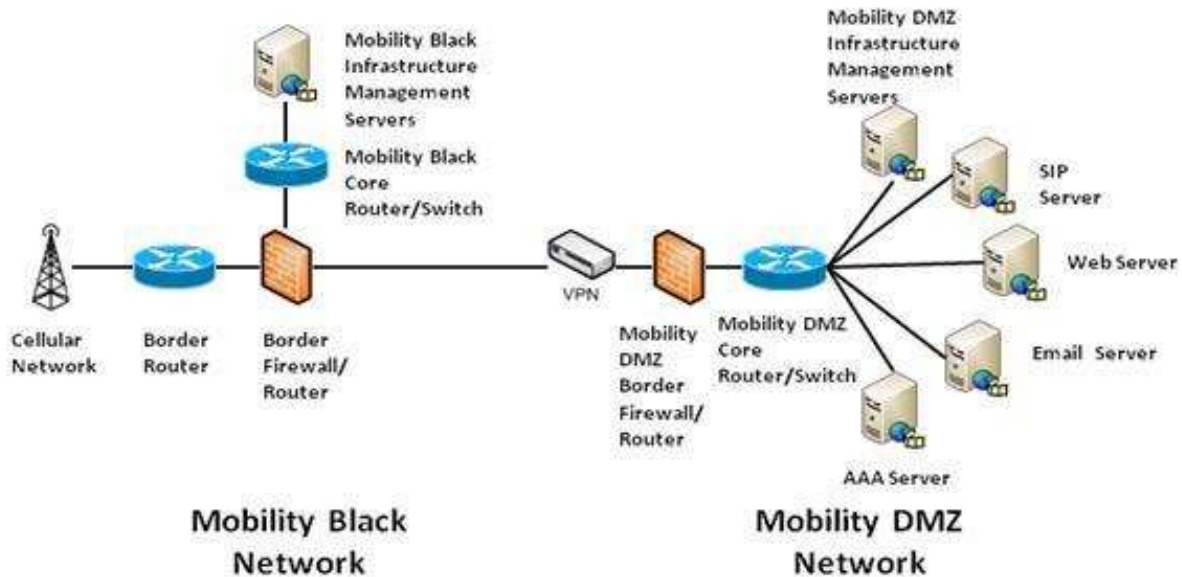 Mobility Black
Infrastructure
Management
Servers
Mobility Black
Core
Router/Switch
Cellular
Network
Border
Router
Border
Firewall/
Router
VPN
Mobility
DMZ
Border
Firewall/
Router
Mobility DMZ
Core
Router/Switch
Mobility DMZ
Infrastructure
Management
Servers
SIP
Server
Web Server
Email Server
AAA Server
Mobility Black
Network
Mobility DMZ
Network